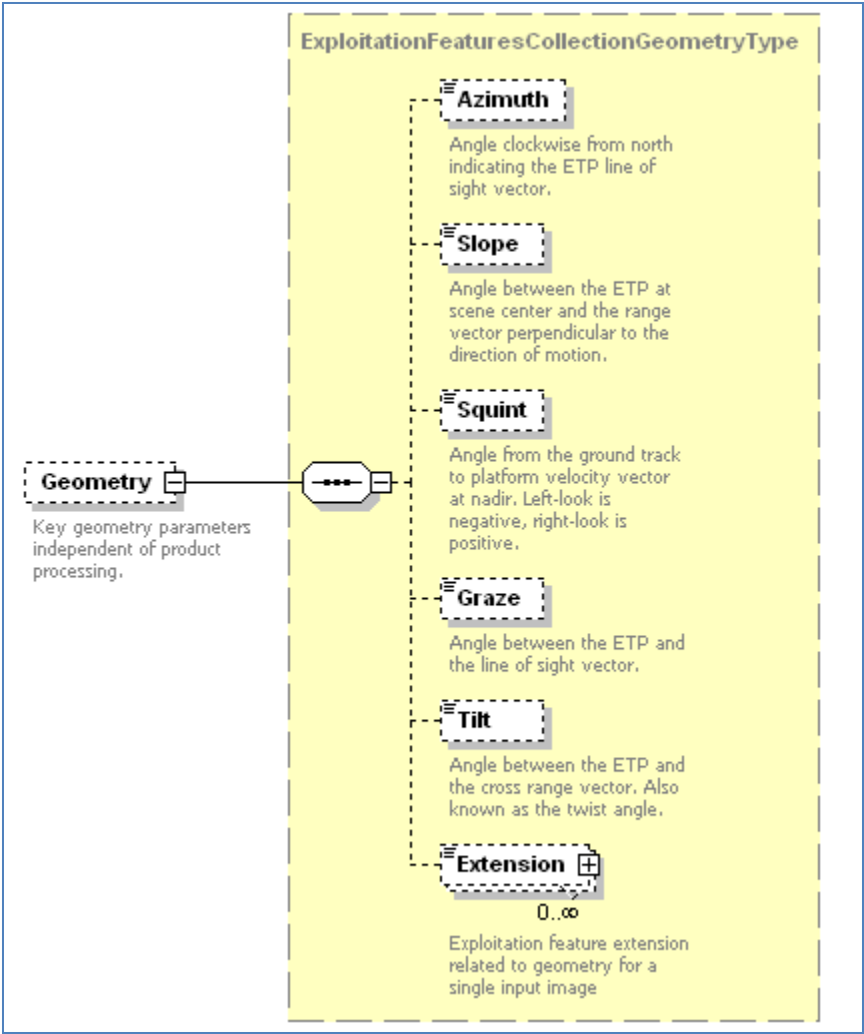 ExploitationFeaturesCollectionGeometryType
Azimuth
Angle clockwise from north
indicating the ETP line of
sight vector.
Slope
Angle between the ETP at
scene center and the range
vector perpendicular to the
direction of motion.
Squint
Angle from the ground track
to platform velocity vector
at nadir. Left-look is
negative, right-look is
positive.
Geometry
Key geometry parameters
independent of product
processing.
Graze
Angle between the ETP and
the line of sight vector.
Tilt
Angle between the ETP and
the cross range vector. Also
known as the twist angle.
Extension
0..∞
Exploitation feature extension
related to geometry for a
single input image